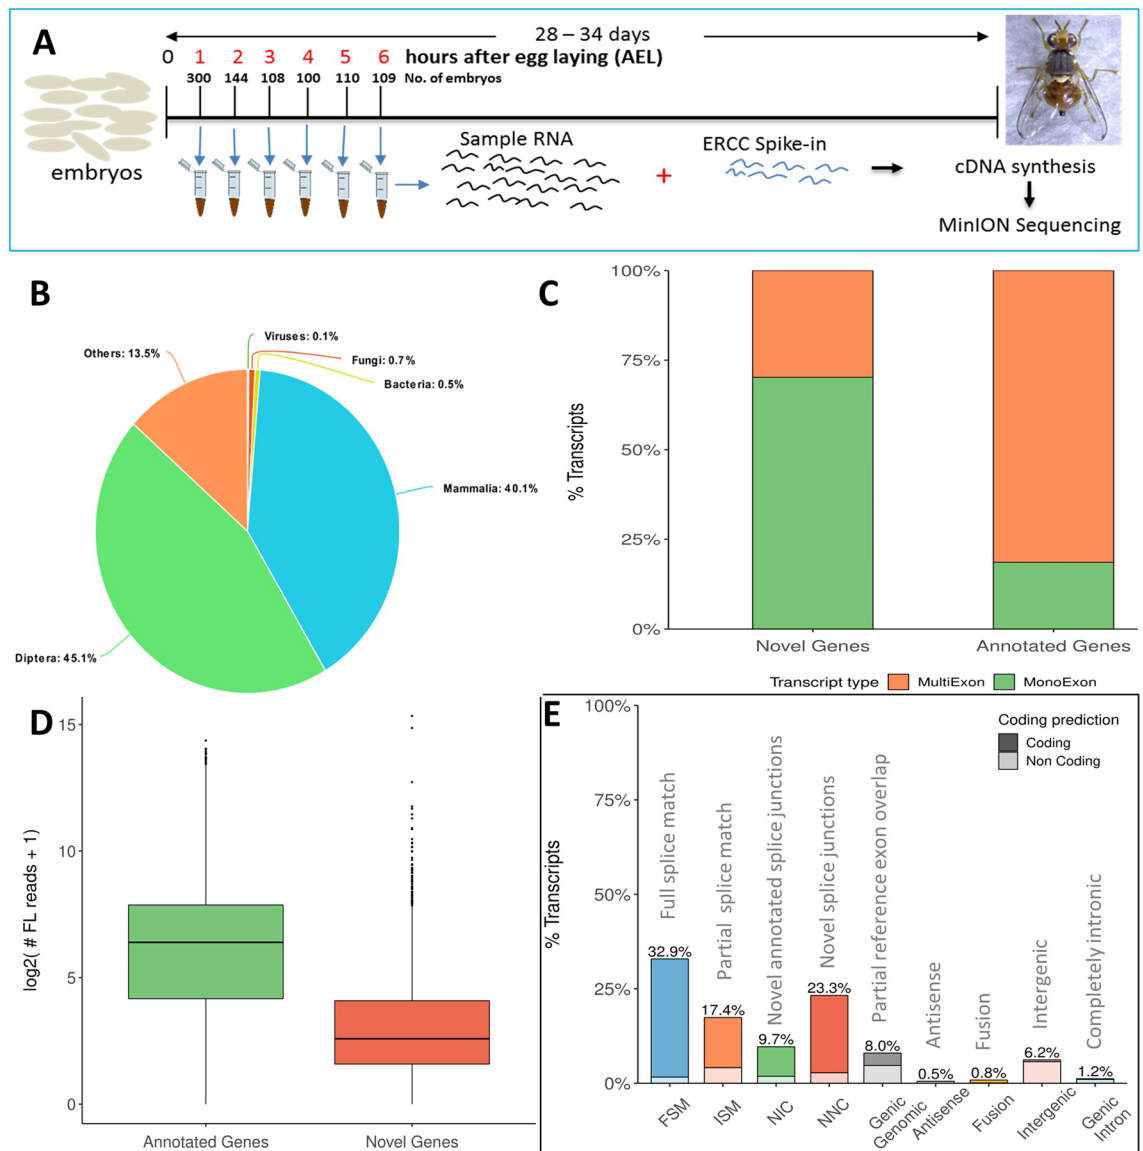 A
28 – 34 days
0 1 2 3 4 5 6 hours after egg laying (AEL)
300 144 108 100 110 109 No. of embryos
embryos
Sample RNA
+
ERCC Spike-in
cDNA synthesis
MinION Sequencing
B
Viruses: 0.1%
Others: 13.5%
Fungi: 0.7%
Bacteria: 0.5%
Mammalia: 40.1%
Diptera: 45.1%
C
100%
75%
50%
25%
0%
% Transcripts
Novel Genes
Annotated Genes
Transcript type
MultiExon
MonoExon
D
15
10
5
0
log2( # FL reads + 1)
Annotated Genes
Novel Genes
E
100%
75%
50%
25%
0%
% Transcripts
Coding prediction
Coding
Non Coding
Full splice match
Partial splice match
Novel annotated splice junctions
Novel splice junctions
Partial reference exon overlap
Antisense
Fusion
Intergenic
Completely intronic
32.9%
17.4%
9.7%
23.3%
8.0%
0.5%
0.8%
6.2%
1.2%
FSM
ISM
NIC
NNC
Genic
Genomic
Antisense
Fusion
Intergenic
Genic
Intron